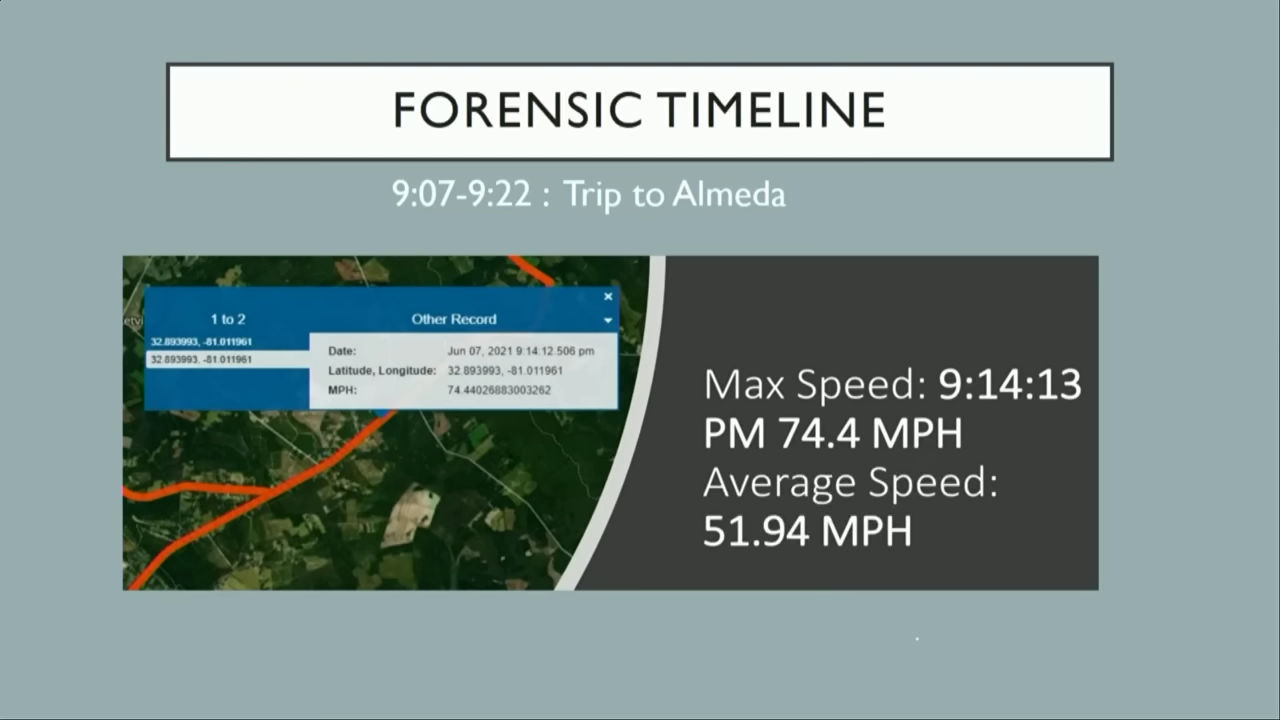 FORENSIC TIMELINE
9:07-9:22 : Trip to Almeda
etvi
1 to 2
Other Record
32.893993, -81.011961
32.893993, -81.011961
Date: Jun 07, 2021 9:14:12.506 pm
Latitude, Longitude: 32.893993, -81.011961
MPH: 74.44026883003262
Max Speed: 9:14:13
PM 74.4 MPH
Average Speed:
51.94 MPH